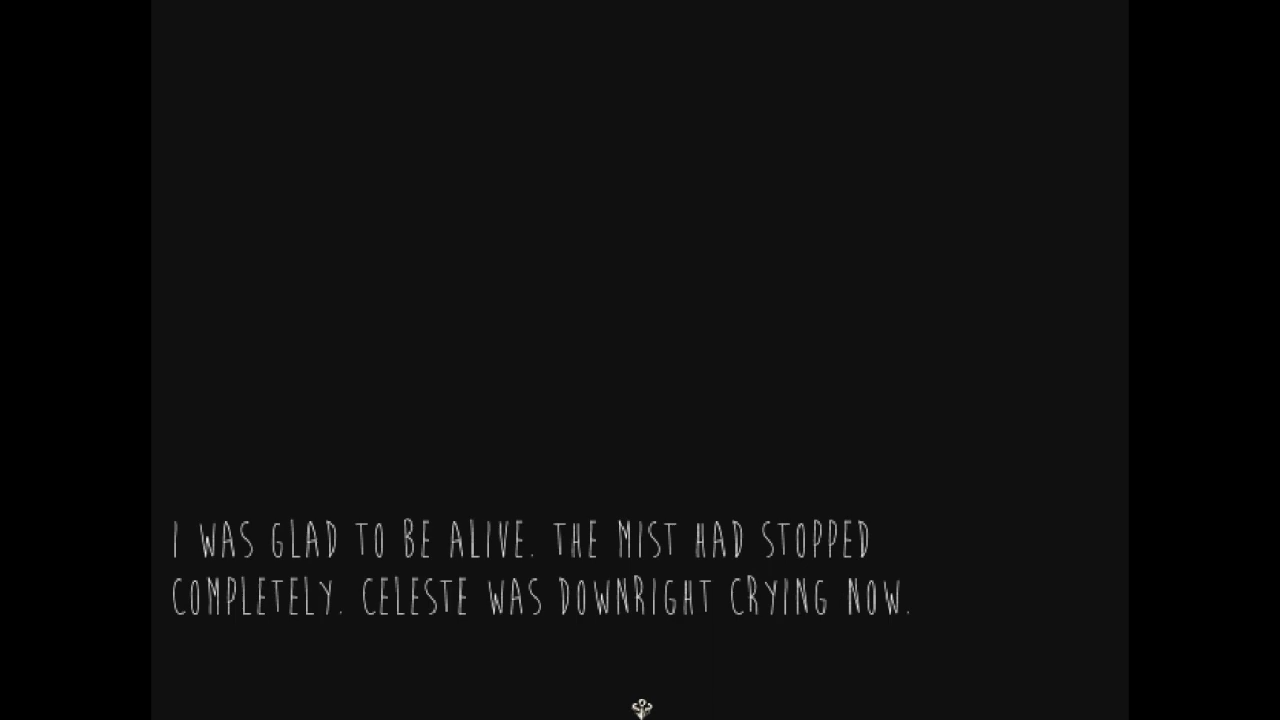 I WAS GLAD TO BE ALIVE. THE MIST HAD STOPPED
COMPLETELY. CELESTE WAS DOWNRIGHT CRYING NOW.